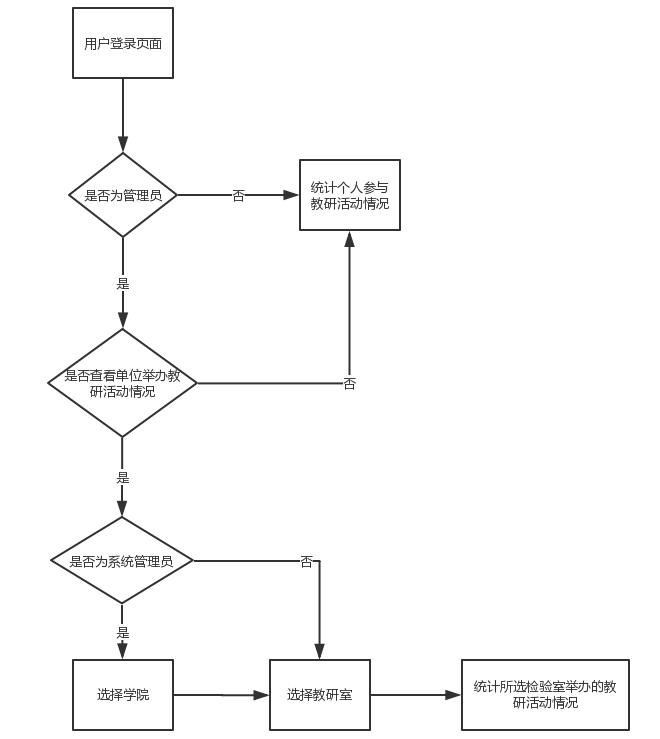 用户登录页面
是否为管理员
否
统计个人参与
教研活动情况
是
是否查看单位举办教
研活动情况
否
是
是否为系统管理员
否
是
选择学院
选择教研室
统计所选检验室举办的教
研活动情况